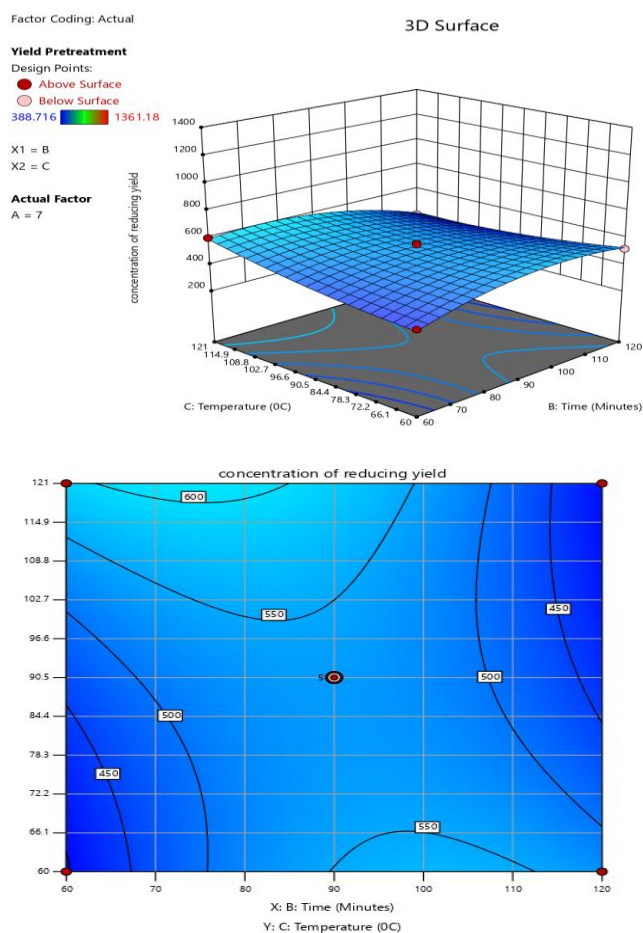 Factor Coding: Actual
3D Surface
Yield Pretreatment
Design Points:
Above Surface
Below Surface
388.716 1361.18
X1 = B
X2 = C
Actual Factor
A = 7
concentration of reducing yield
1400
1200
1000
800
600
400
200
121
114.9
108.8
102.7
96.6
90.5
84.4
78.3
72.2
66.1
60
60
70
80
90
100
110
120
C: Temperature (0C)
B: Time (Minutes)
concentration of reducing yield
121
114.9
108.8
102.7
96.6
90.5
84.4
78.3
72.2
66.1
60
600
550
450
500
500
450
550
60 70 80 90 100 110 120
X: B: Time (Minutes)
Y: C: Temperature (0C)